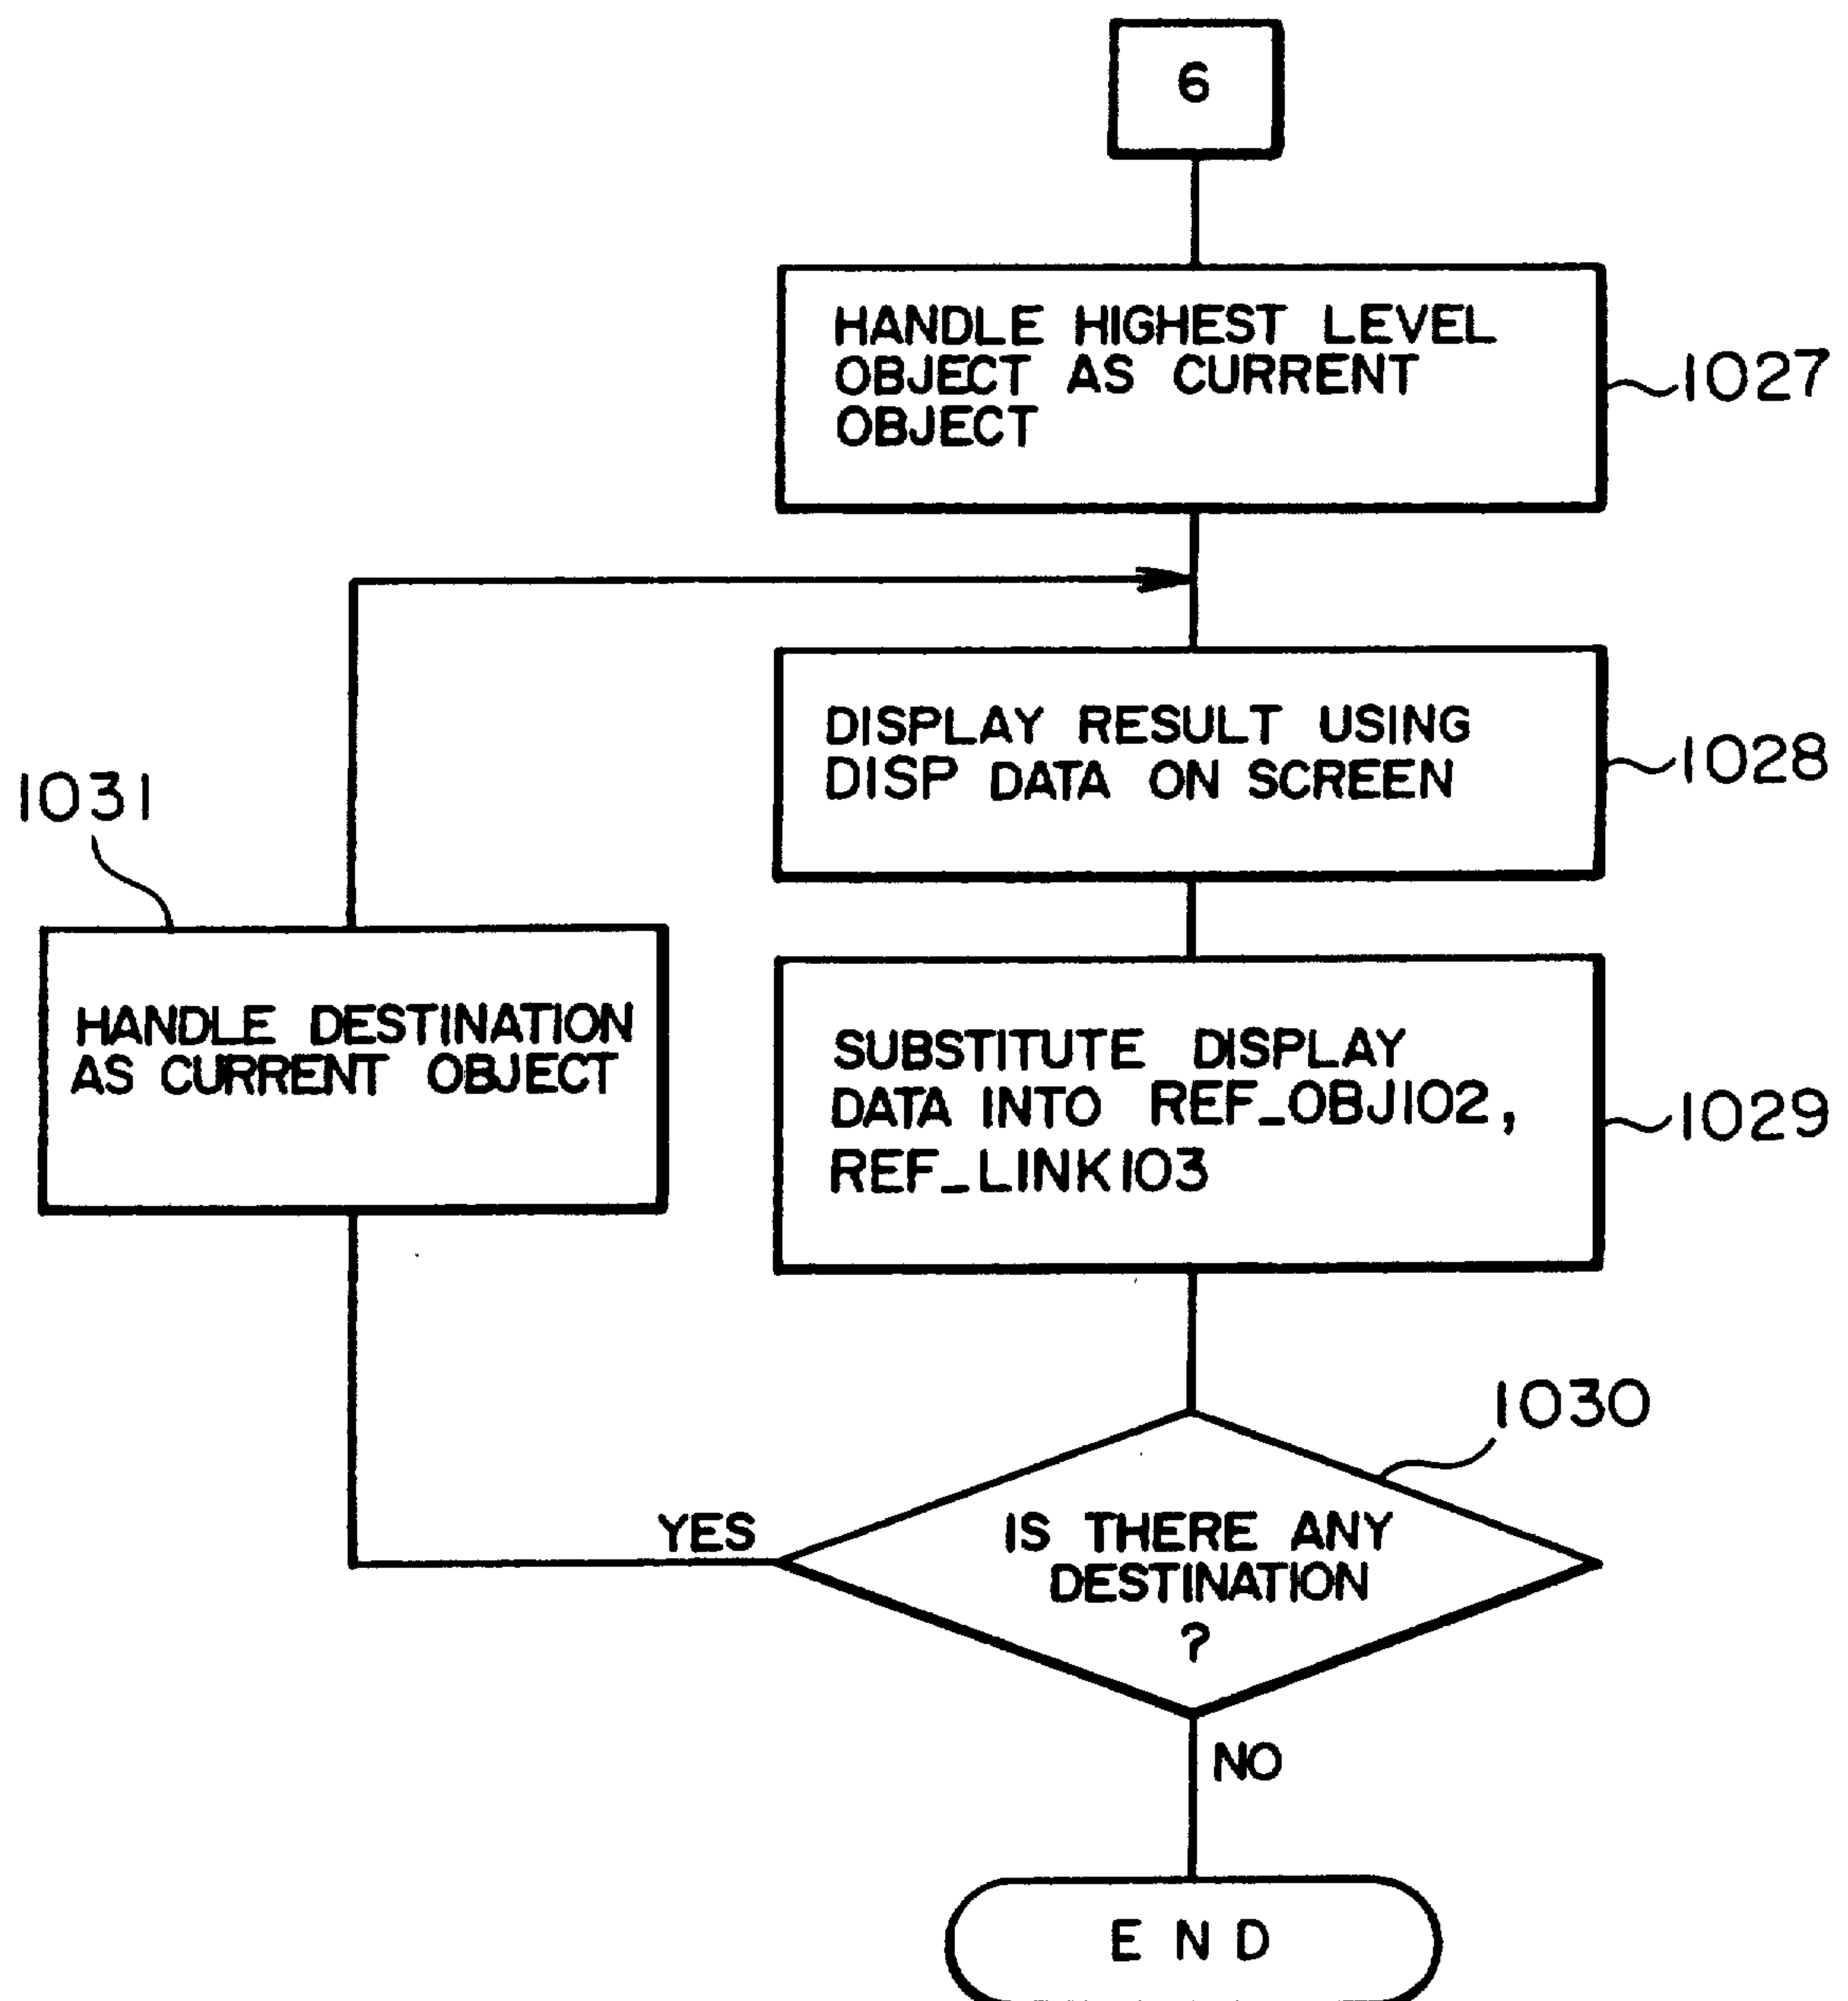 6
HANDLE HIGHEST LEVEL
OBJECT AS CURRENT
OBJECT
1027
DISPLAY RESULT USING
DISP DATA ON SCREEN
1028
1031
HANDLE DESTINATION
AS CURRENT OBJECT
SUBSTITUTE DISPLAY
DATA INTO REF_OBJ102,
REF_LINK103
1029
1030
YES
IS THERE ANY
DESTINATION
?
NO
END